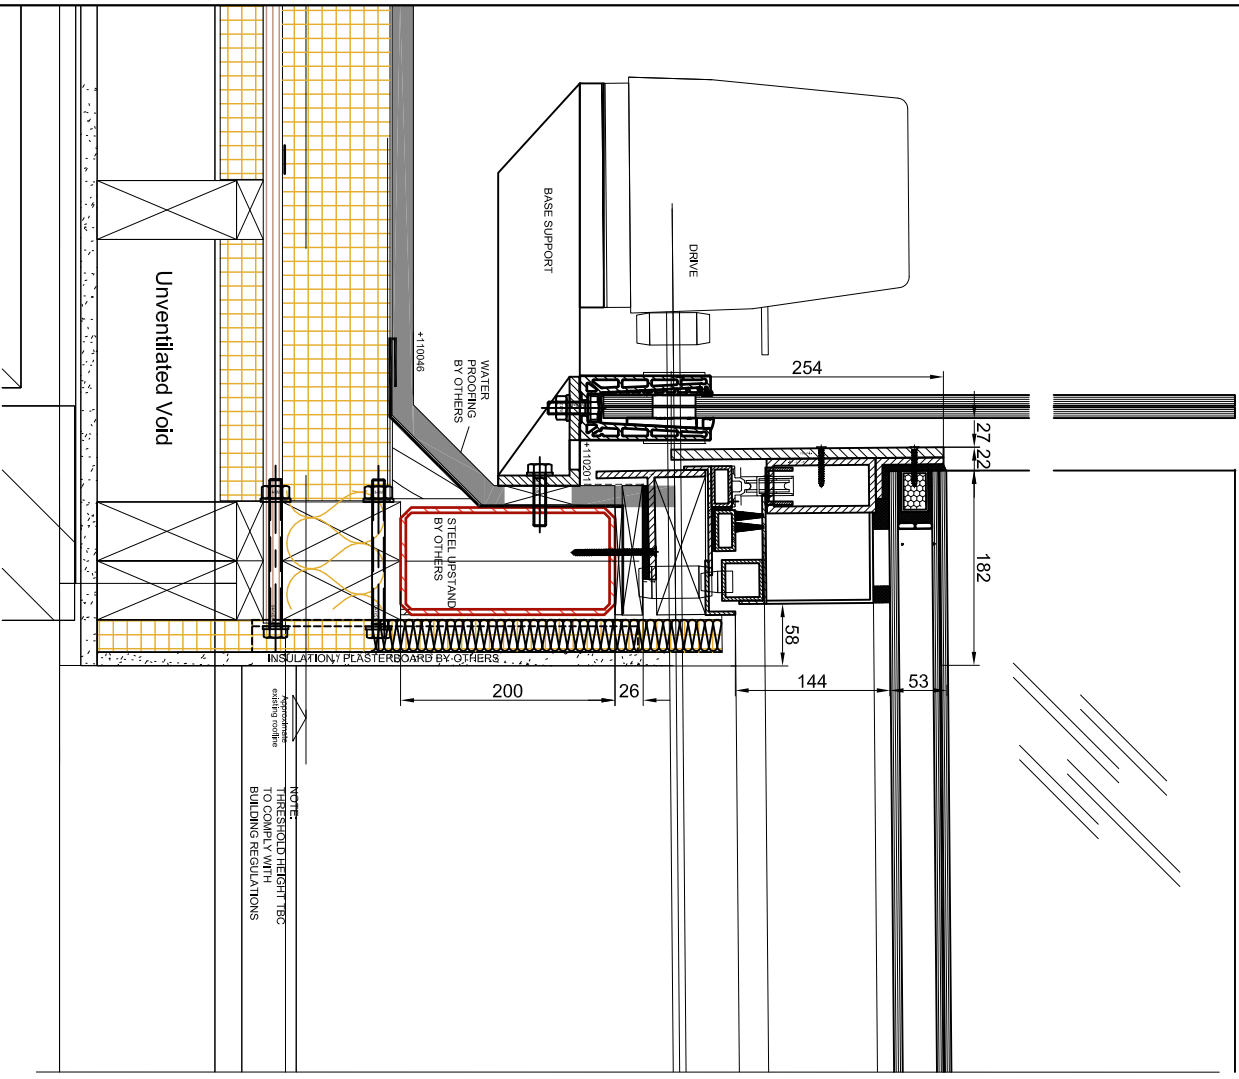 254
27
22
182
58
144
53
200
26
DRIVE
BASE SUPPORT
+110201
WATER
PROOFING
BY OTHERS
+110046
STEEL UPSTAND
BY OTHERS
Unventilated Void
INSULATION / PLASTERBOARD BY OTHERS
Approximate
existing roofline
NOTE:
THRESHOLD HEIGHT TBC
TO COMPLY WITH
BUILDING REGULATIONS